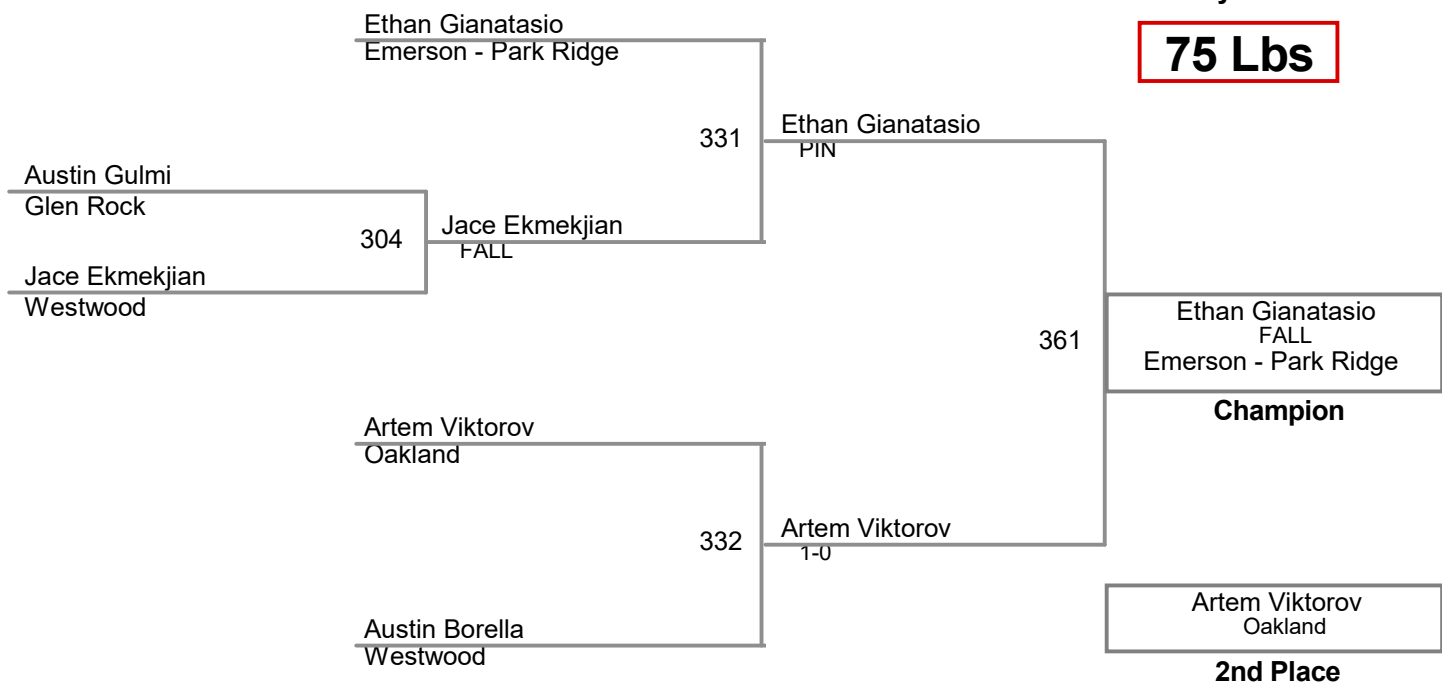 75 Lbs
Ethan Gianatasio
Emerson - Park Ridge
331
Ethan Gianatasio
PIN
Austin Gulmi
Glen Rock
304
Jace Ekmekjian
FALL
Jace Ekmekjian
Westwood
361
Ethan Gianatasio
FALL
Emerson - Park Ridge
Champion
Artem Viktorov
Oakland
332
Artem Viktorov
1-0
Austin Borella
Westwood
Artem Viktorov
Oakland
2nd Place